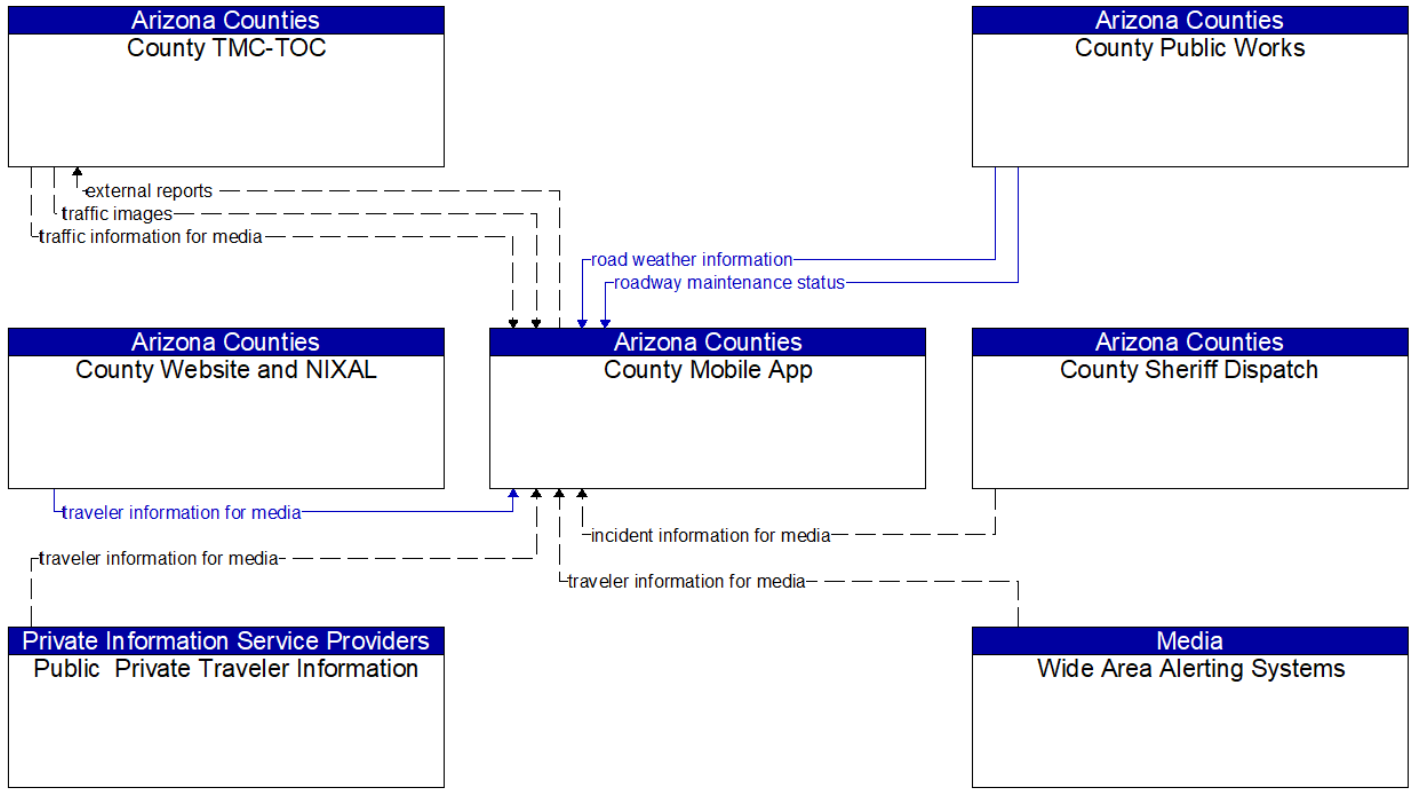 Arizona Counties
County TMC-TOC
Arizona Counties
County Public Works
external reports
traffic images
traffic information for media
road weather information
roadway maintenance status
Arizona Counties
County Website and NIXAL
Arizona Counties
County Mobile App
Arizona Counties
County Sheriff Dispatch
traveler information for media
incident information for media
traveler information for media
traveler information for media
Private Information Service Providers
Public  Private Traveler Information
Media
Wide Area Alerting Systems